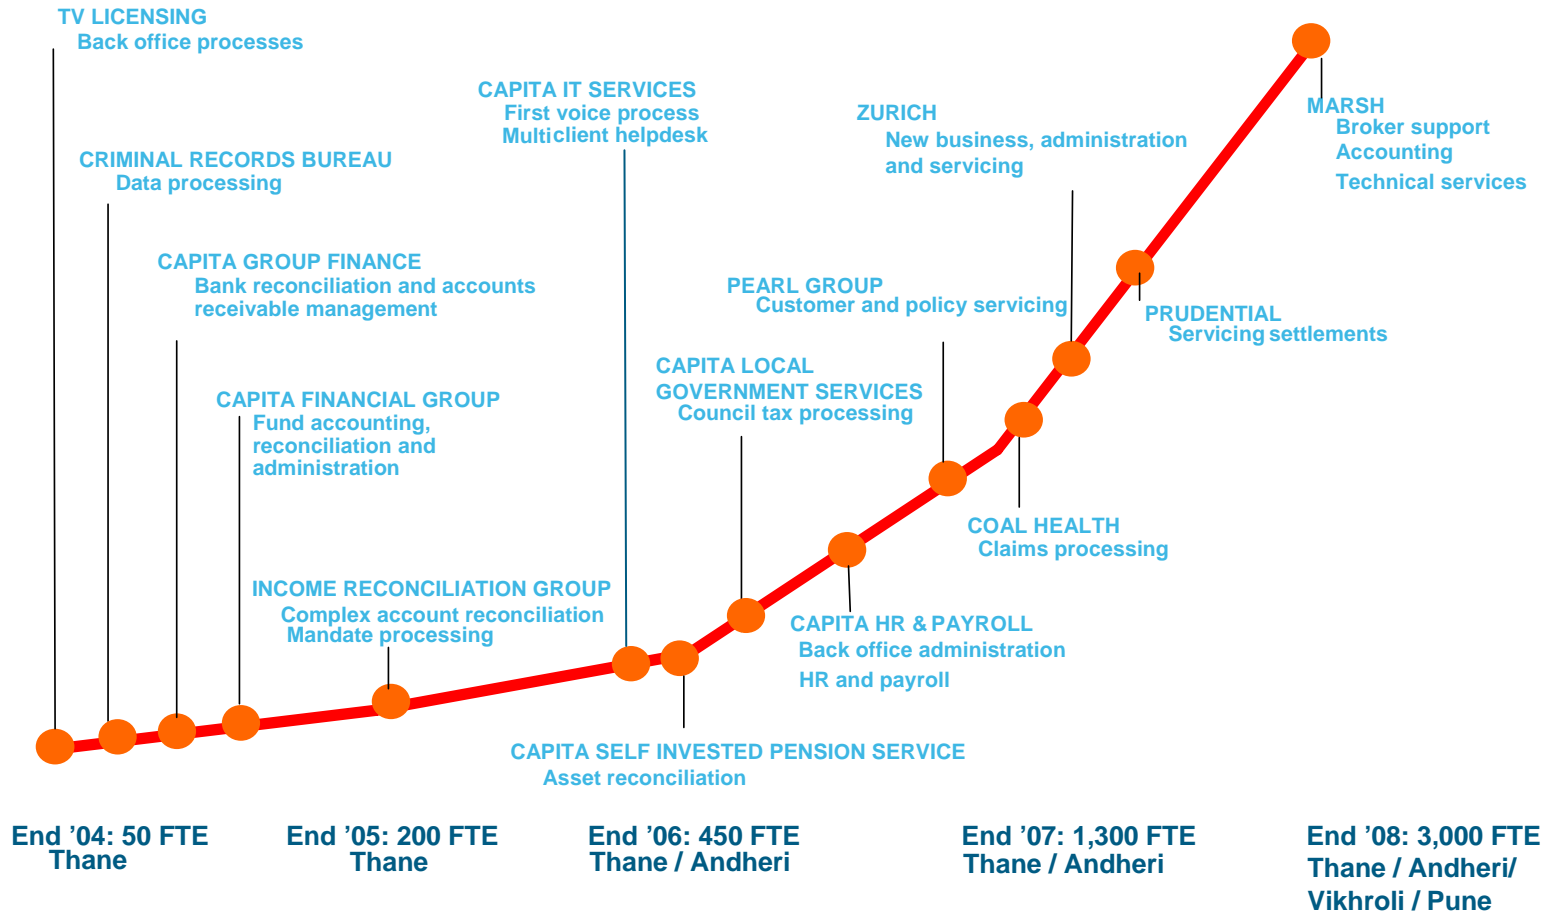 TV LICENSING
Back office processes
CRIMINAL RECORDS BUREAU
Data processing
CAPITA GROUP FINANCE
Bank reconciliation and accounts
receivable management
CAPITA FINANCIAL GROUP
Fund accounting,
reconciliation and
administration
INCOME RECONCILIATION GROUP
Complex account reconciliation
Mandate processing
CAPITA IT SERVICES
First voice process
Multi client helpdesk
CAPITA SELF INVESTED PENSION SERVICE
Asset reconciliation
CAPITA LOCAL
GOVERNMENT SERVICES
Council tax processing
CAPITA HR & PAYROLL
Back office administration
HR and payroll
PEARL GROUP
Customer and policy servicing
COAL HEALTH
Claims processing
ZURICH
New business, administration
and servicing
PRUDENTIAL
Servicing settlements
MARSH
Broker support
Accounting
Technical services
End ’04: 50 FTE
Thane
End ’05: 200 FTE
Thane
End ’06: 450 FTE
Thane / Andheri
End ’07: 1,300 FTE
Thane / Andheri
End ’08: 3,000 FTE
Thane / Andheri/
Vikhroli / Pune